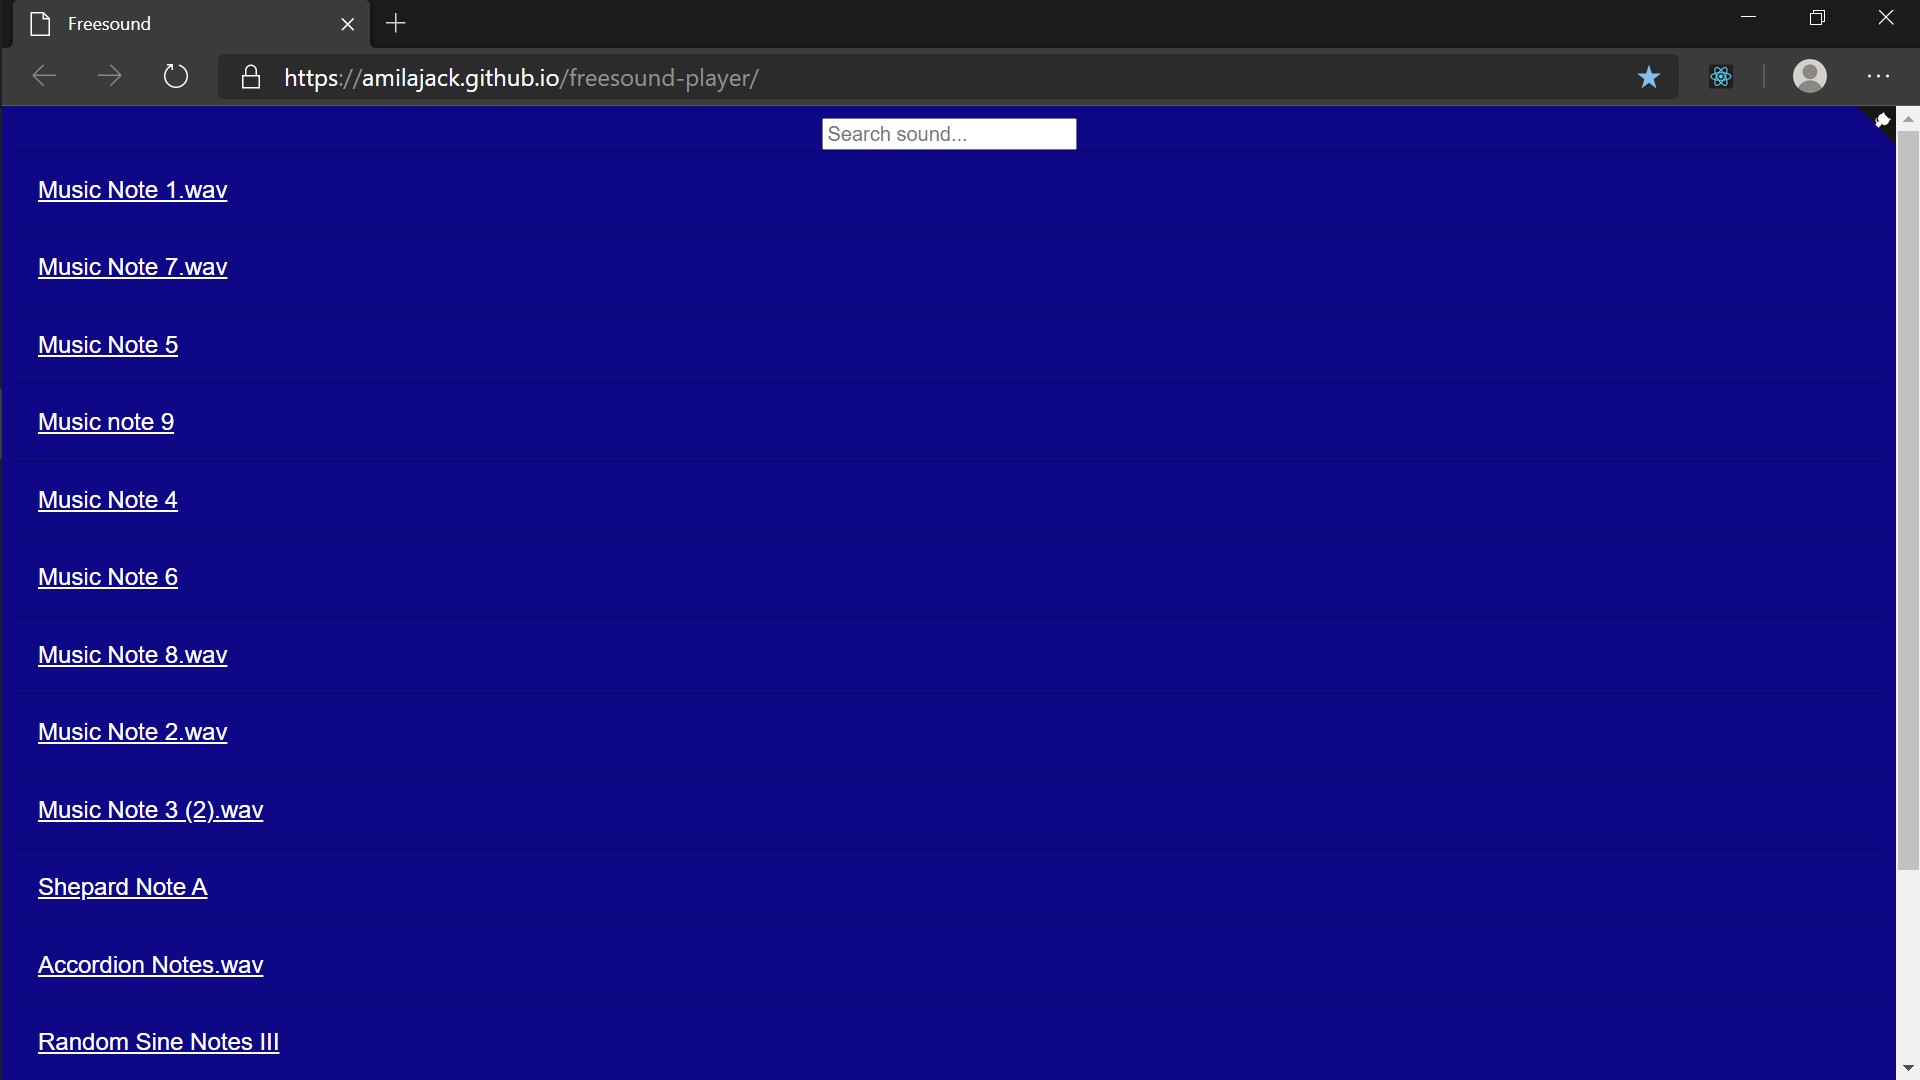 Freesound
https://amilajack.github.io/freesound-player/
Search sound...
Music Note 1.wav
Music Note 7.wav
Music Note 5
Music note 9
Music Note 4
Music Note 6
Music Note 8.wav
Music Note 2.wav
Music Note 3 (2).wav
Shepard Note A
Accordion Notes.wav
Random Sine Notes III